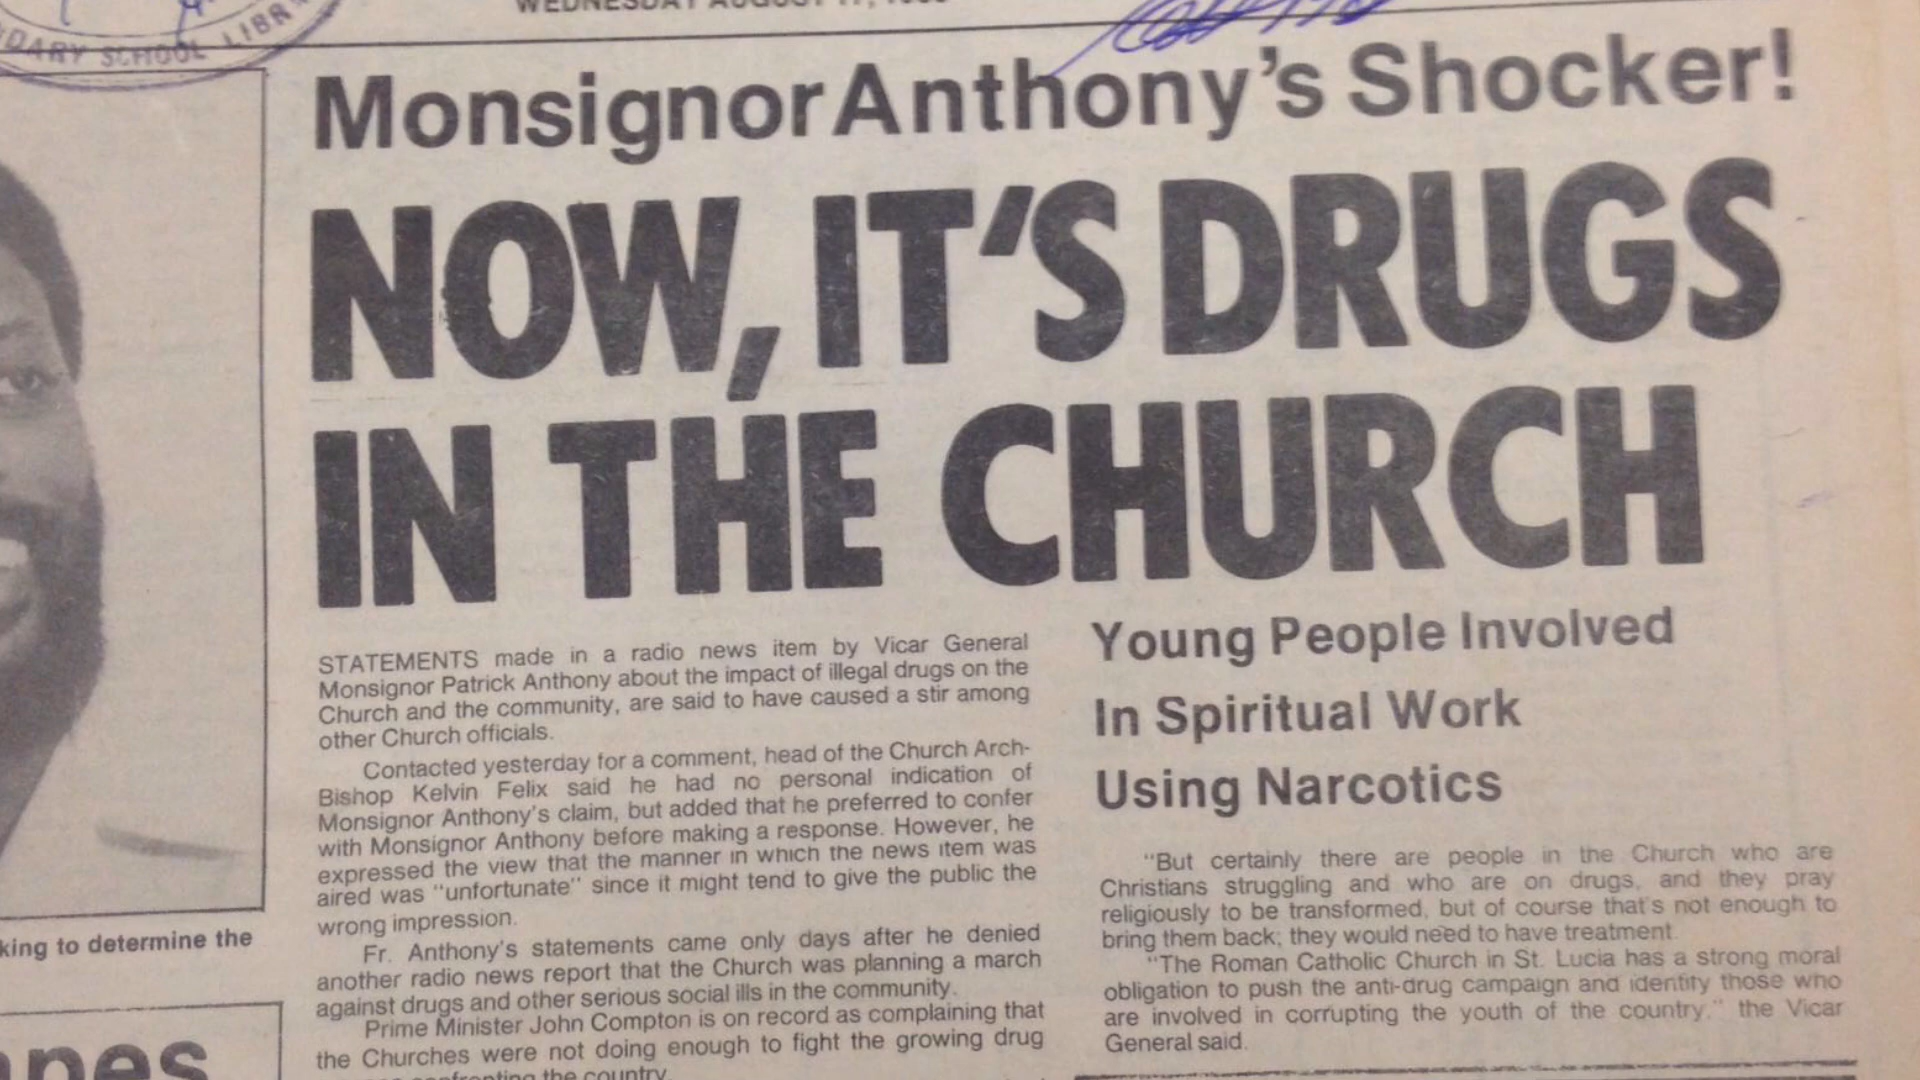 WEDNESDAY AUGUST 17,
DARY SCHOOL LIBR
Monsignor Anthony's Shocker!
NOW, IT'S DRUGS
IN THE CHURCH
STATEMENTS made in a radio news item by Vicar General
Monsignor Patrick Anthony about the impact of illegal drugs on the
Church and the community, are said to have caused a stir among
other Church officials.
Contacted yesterday for a comment, head of the Church Arch-
Bishop Kelvin Felix said he had no personal indication of
Monsignor Anthony's claim, but added that he preferred to confer
with Monsignor Anthony before making a response. However, he
expressed the view that the manner in which the news item was
aired was "unfortunate" since it might tend to give the public the
wrong impression.
Fr. Anthony's statements came only days after he denied
another radio news report that the Church was planning a march
against drugs and other serious social ills in the community.
Prime Minister John Compton is on record as complaining that
the Churches were not doing enough to fight the growing drug
confronting the country.
Young People Involved
In Spiritual Work
Using Narcotics
"But certainly there are people in the Church who are
Christians struggling and who are on drugs, and they pray
religiously to be transformed, but of course that's not enough to
bring them back; they would need to have treatment.
"The Roman Catholic Church in St. Lucia has a strong moral
obligation to push the anti-drug campaign and identity those who
are involved in corrupting the youth of the country," the Vicar
General said.
king to determine the
apes